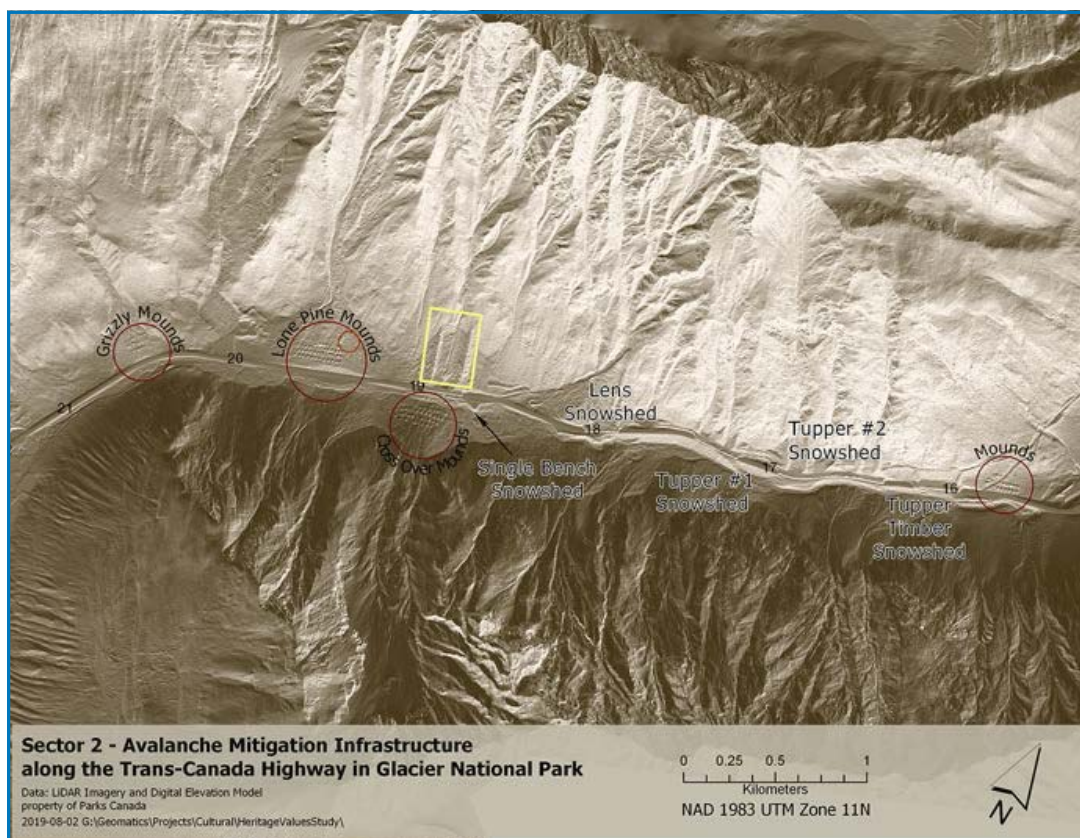 Grizzly Mounds
Lone Pine Mounds
20
21
19
Cross Over Mounds
Single Bench
Snowshed
Lens
Snowshed
18
Tupper #1
Snowshed
17
Tupper #2
Snowshed
Mounds
16
Tupper
Timber
Snowshed
Sector 2 - Avalanche Mitigation Infrastructure
along the Trans-Canada Highway in Glacier National Park
Data: LiDAR Imagery and Digital Elevation Model
property of Parks Canada
2019-08-02 G:\Geomatics\Projects\Cultural\HeritageValuesStudy\
0 0.25 0.5 1
Kilometers
NAD 1983 UTM Zone 11N
N